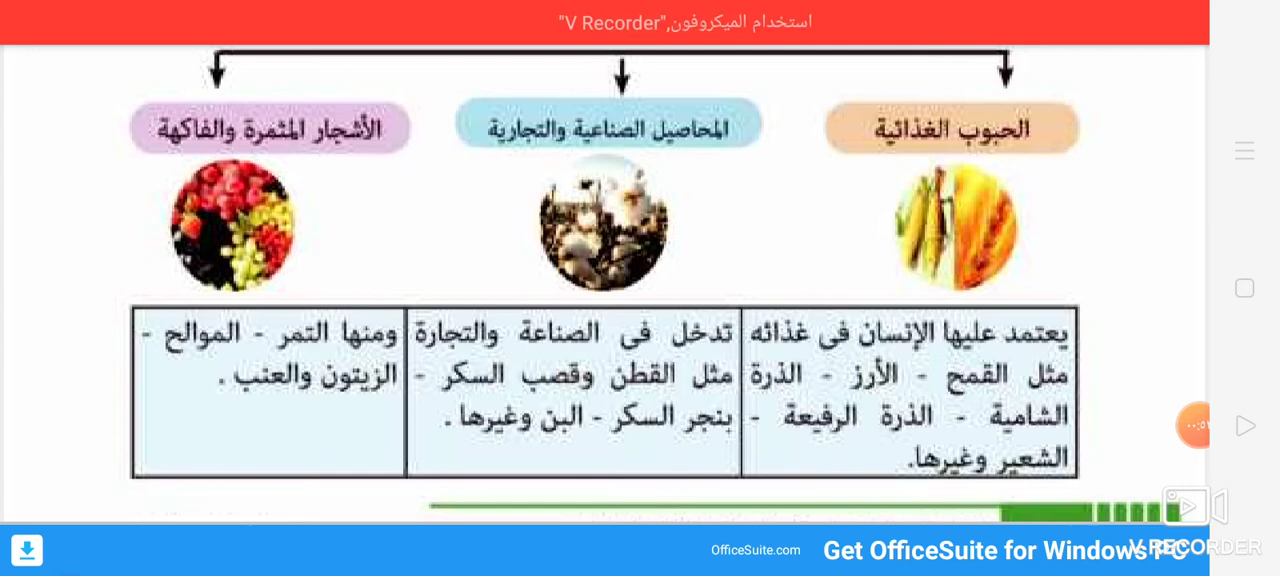 استخدام الميكروفون,"V Recorder"
الحبوب الغذائية
المحاصيل الصناعية والتجارية
الأشجار المثمرة والفاكهة
يعتمد عليها الإنسان فى غذائه
مثل القمح - الأرز - الذرة
الشامية - الذرة الرفيعة -
الشعير وغيرها.
تدخل فى الصناعة والتجارة
مثل القطن وقصب السكر -
بنجر السكر - البن وغيرها .
ومنها التمر - الموالح -
الزيتون والعنب .
OfficeSuite.com
Get OfficeSuite for Windows PC
V RECORDER